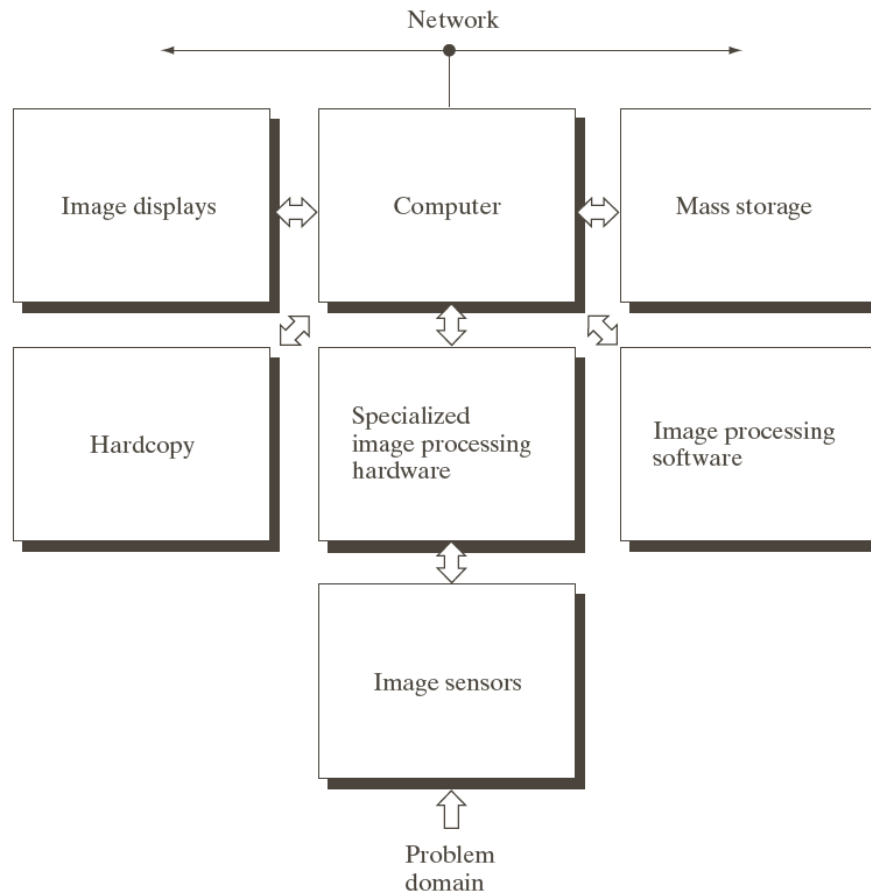 Network
Image displays
Computer
Mass storage
Hardcopy
Specialized
image processing
hardware
Image processing
software
Image sensors
Problem
domain